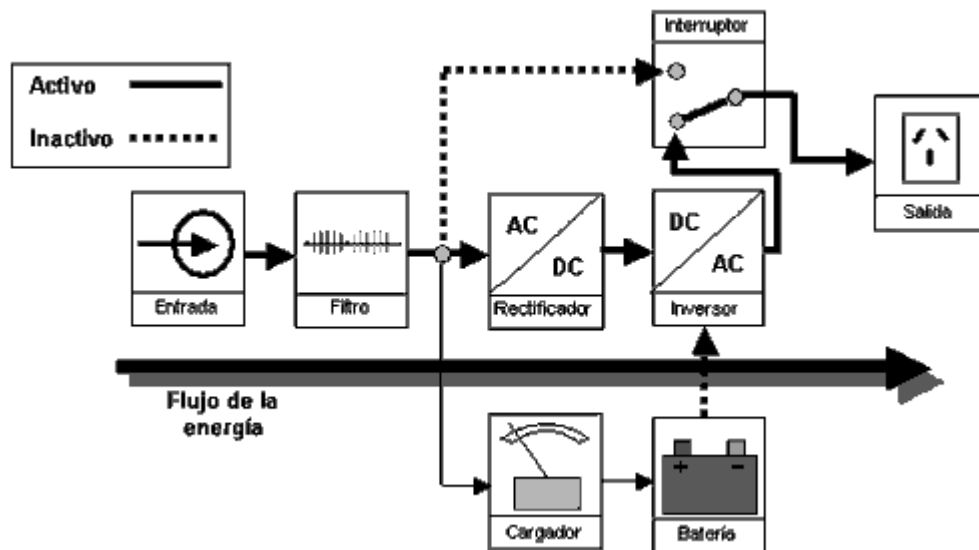 Interruptor
Activo
Inactivo
Salida
AC
DC
DC
AC
Entrada
Filtro
Rectificador
Inversor
Flujo de la
energía
+ -
Cargador
Batería